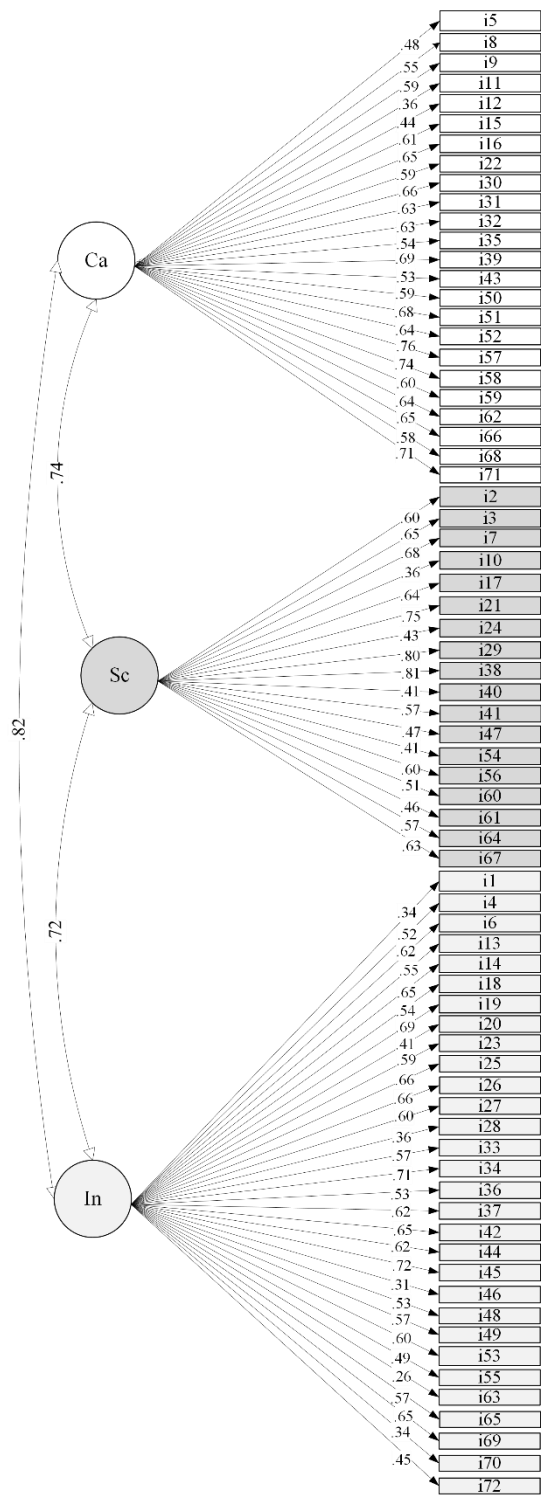 i5
.48
i8
.55
i9
.59
i11
.36
i12
.44
i15
.61
i16
.65
i22
.59
i30
.66
i31
.63
i32
.63
i35
.54
i39
.69
i43
.53
i50
.59
i51
.68
i52
.64
i57
.76
i58
.74
i59
.60
i62
.64
i66
.65
i68
.58
i71
.71
Ca
.74
i2
.60
i3
.65
i7
.68
i10
.36
i17
.64
i21
.75
i24
.43
i29
.80
i38
.81
i40
.41
i41
.57
i47
.47
i54
.41
i56
.60
i60
.51
i61
.46
i64
.57
i67
.63
Sc
.82
.72
i1
.34
i4
.52
i6
.62
i13
.55
i14
.65
i18
.54
i19
.69
i20
.41
i23
.59
i25
.66
i26
.66
i27
.60
i28
.36
i33
.57
i34
.71
i36
.53
i37
.62
i42
.65
i44
.62
i45
.72
i46
.31
i48
.53
i49
.57
i53
.60
i55
.49
i63
.26
i65
.57
i69
.65
i70
.34
i72
.45
In